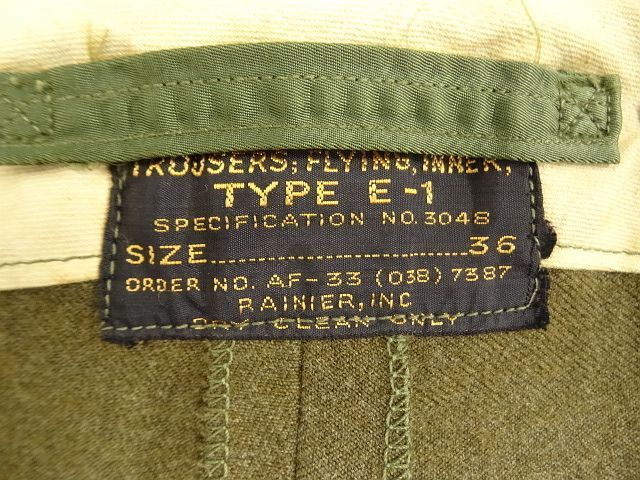 TROUSERS, FLYING, INNER,
TYPE E-1
SPECIFICATION NO. 3048
SIZE..............................36
ORDER NO. AF-33 (038) 7387
RAINIER, INC
DRY CLEAN ONLY